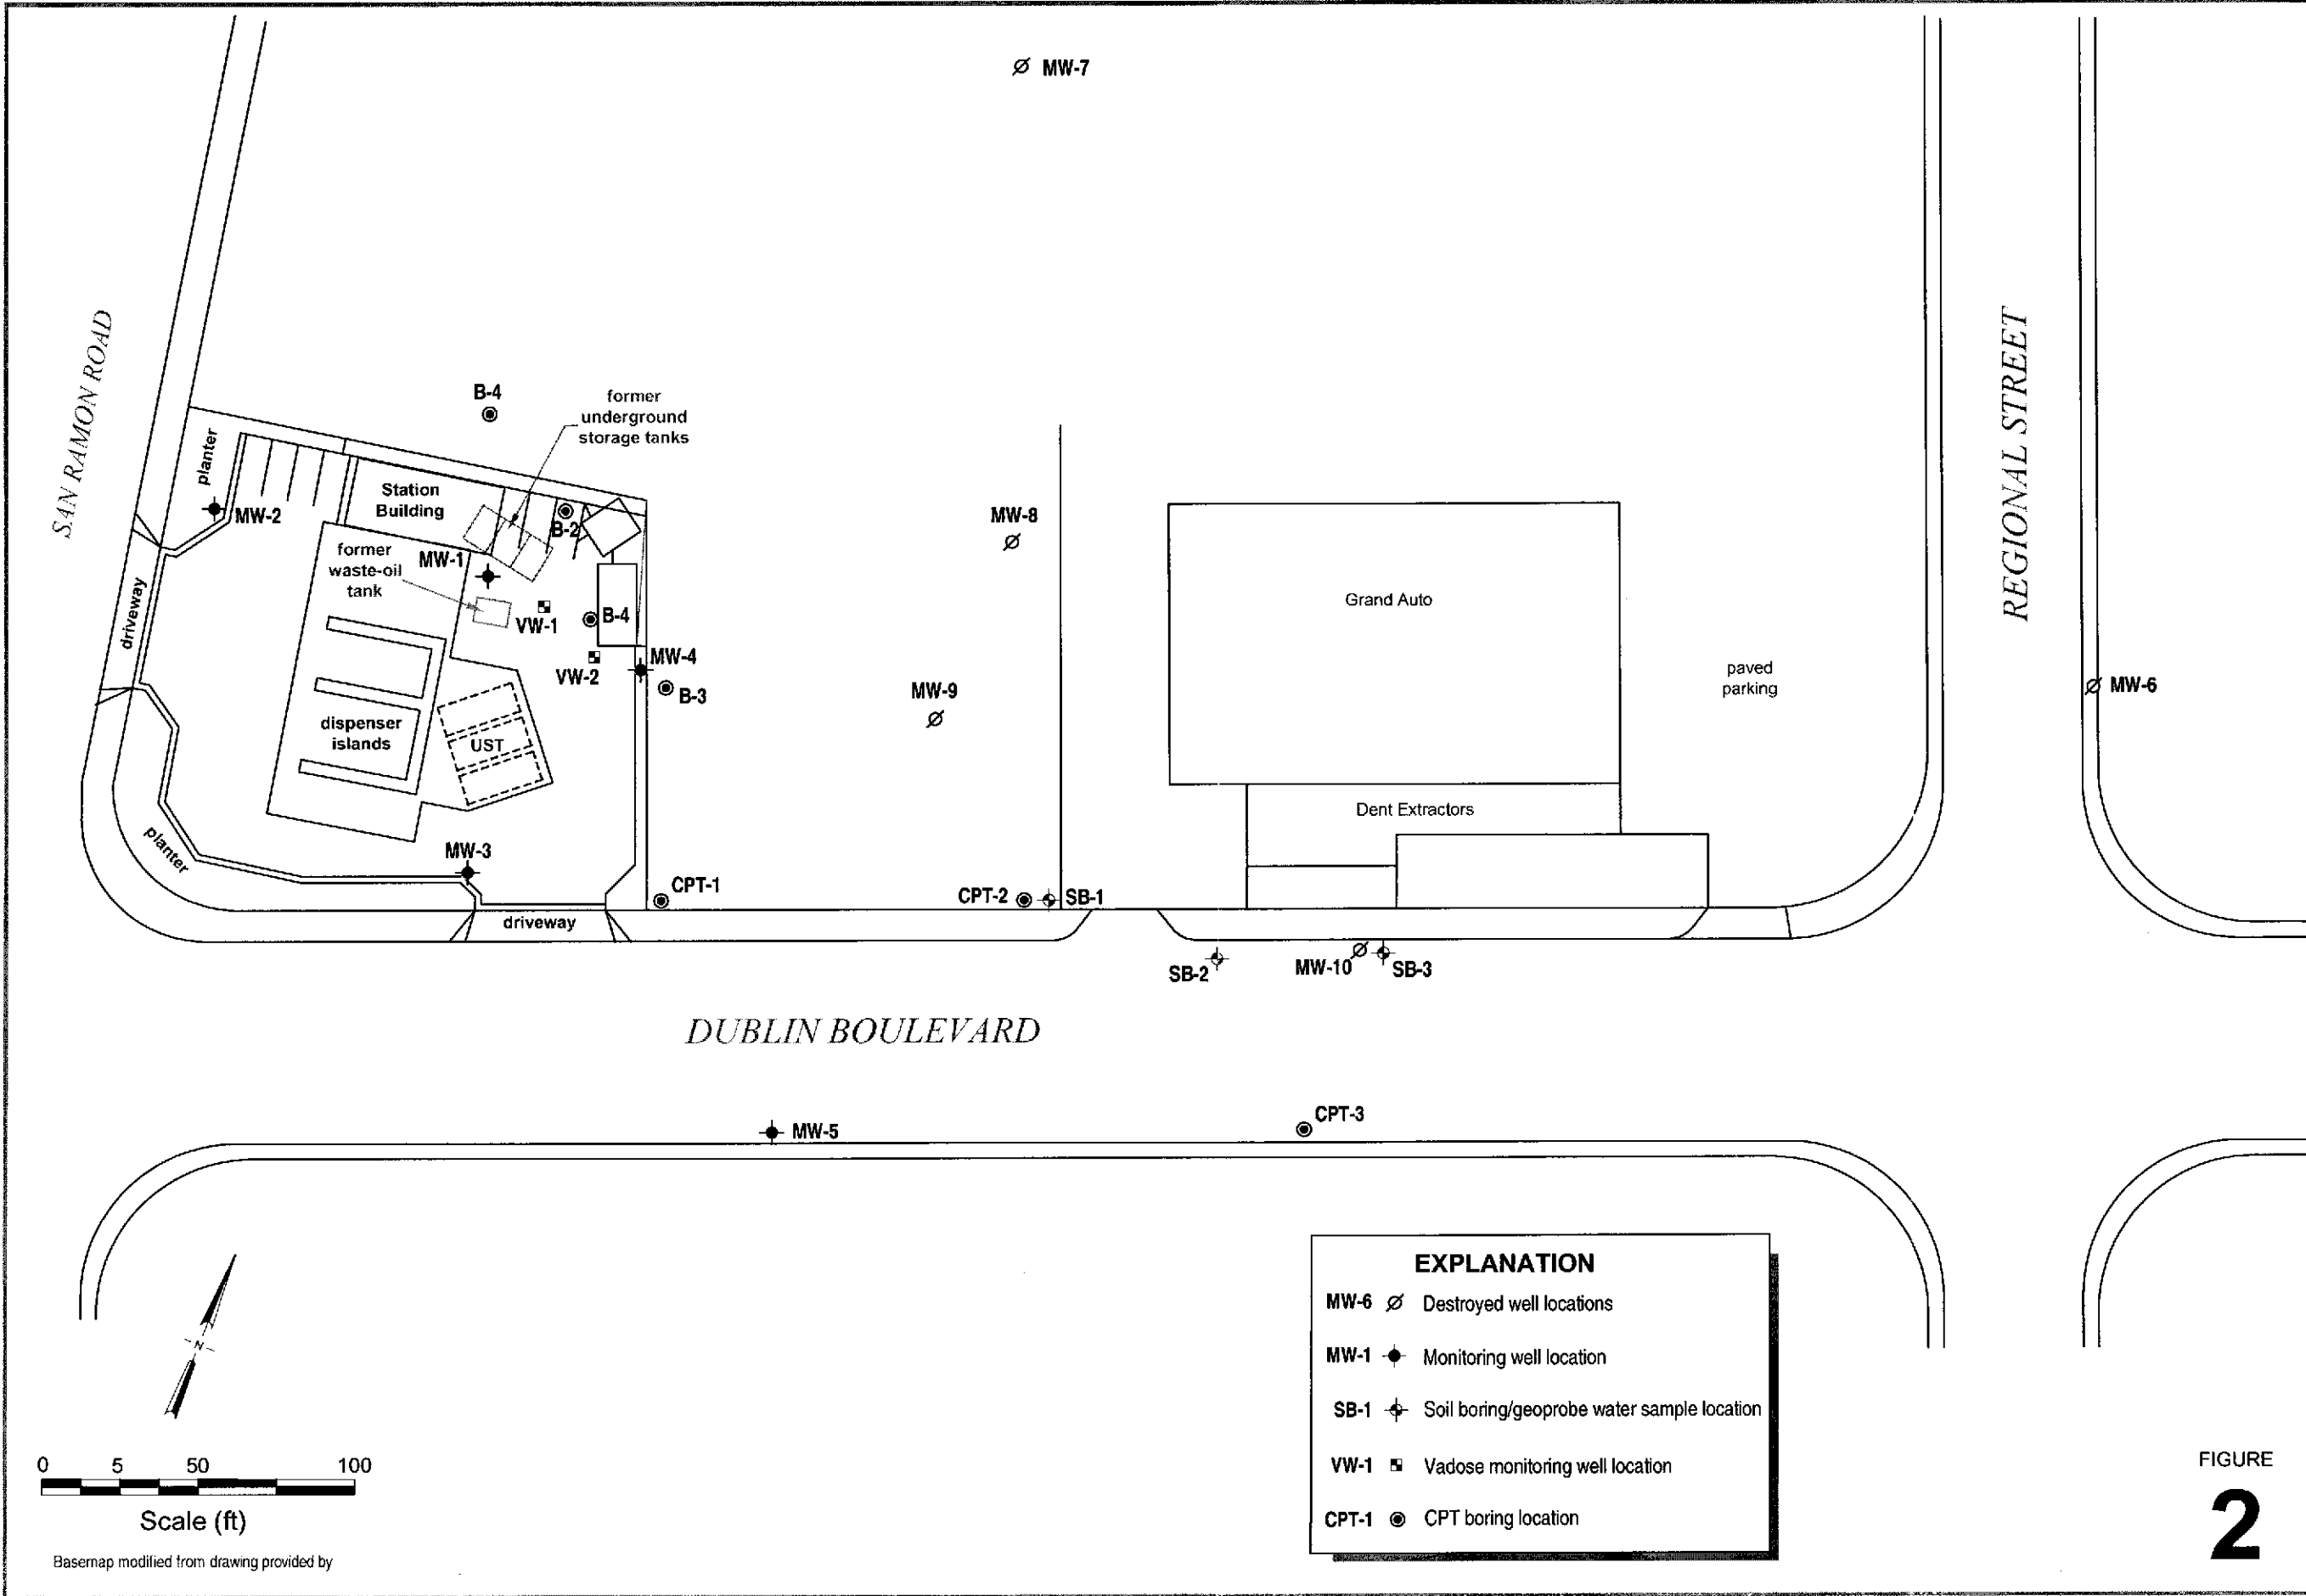 MW-7
SAN RAMON ROAD
REGIONAL STREET
B-4
former
underground
storage tanks
planter
MW-2
Station
Building
B-2
MW-8
former
waste-oil
tank
MW-1
Grand Auto
driveway
VW-1
B-4
MW-4
VW-2
B-3
MW-9
paved
parking
MW-6
dispenser
islands
UST
Dent Extractors
planter
MW-3
CPT-1
CPT-2
SB-1
driveway
SB-2
MW-10
SB-3
DUBLIN BOULEVARD
MW-5
CPT-3
N
EXPLANATION
MW-6 Destroyed well locations
MW-1 Monitoring well location
SB-1 Soil boring/geoprobe water sample location
VW-1 Vadose monitoring well location
CPT-1 CPT boring location
0 5 50 100
Scale (ft)
Basemap modified from drawing provided by
FIGURE
2